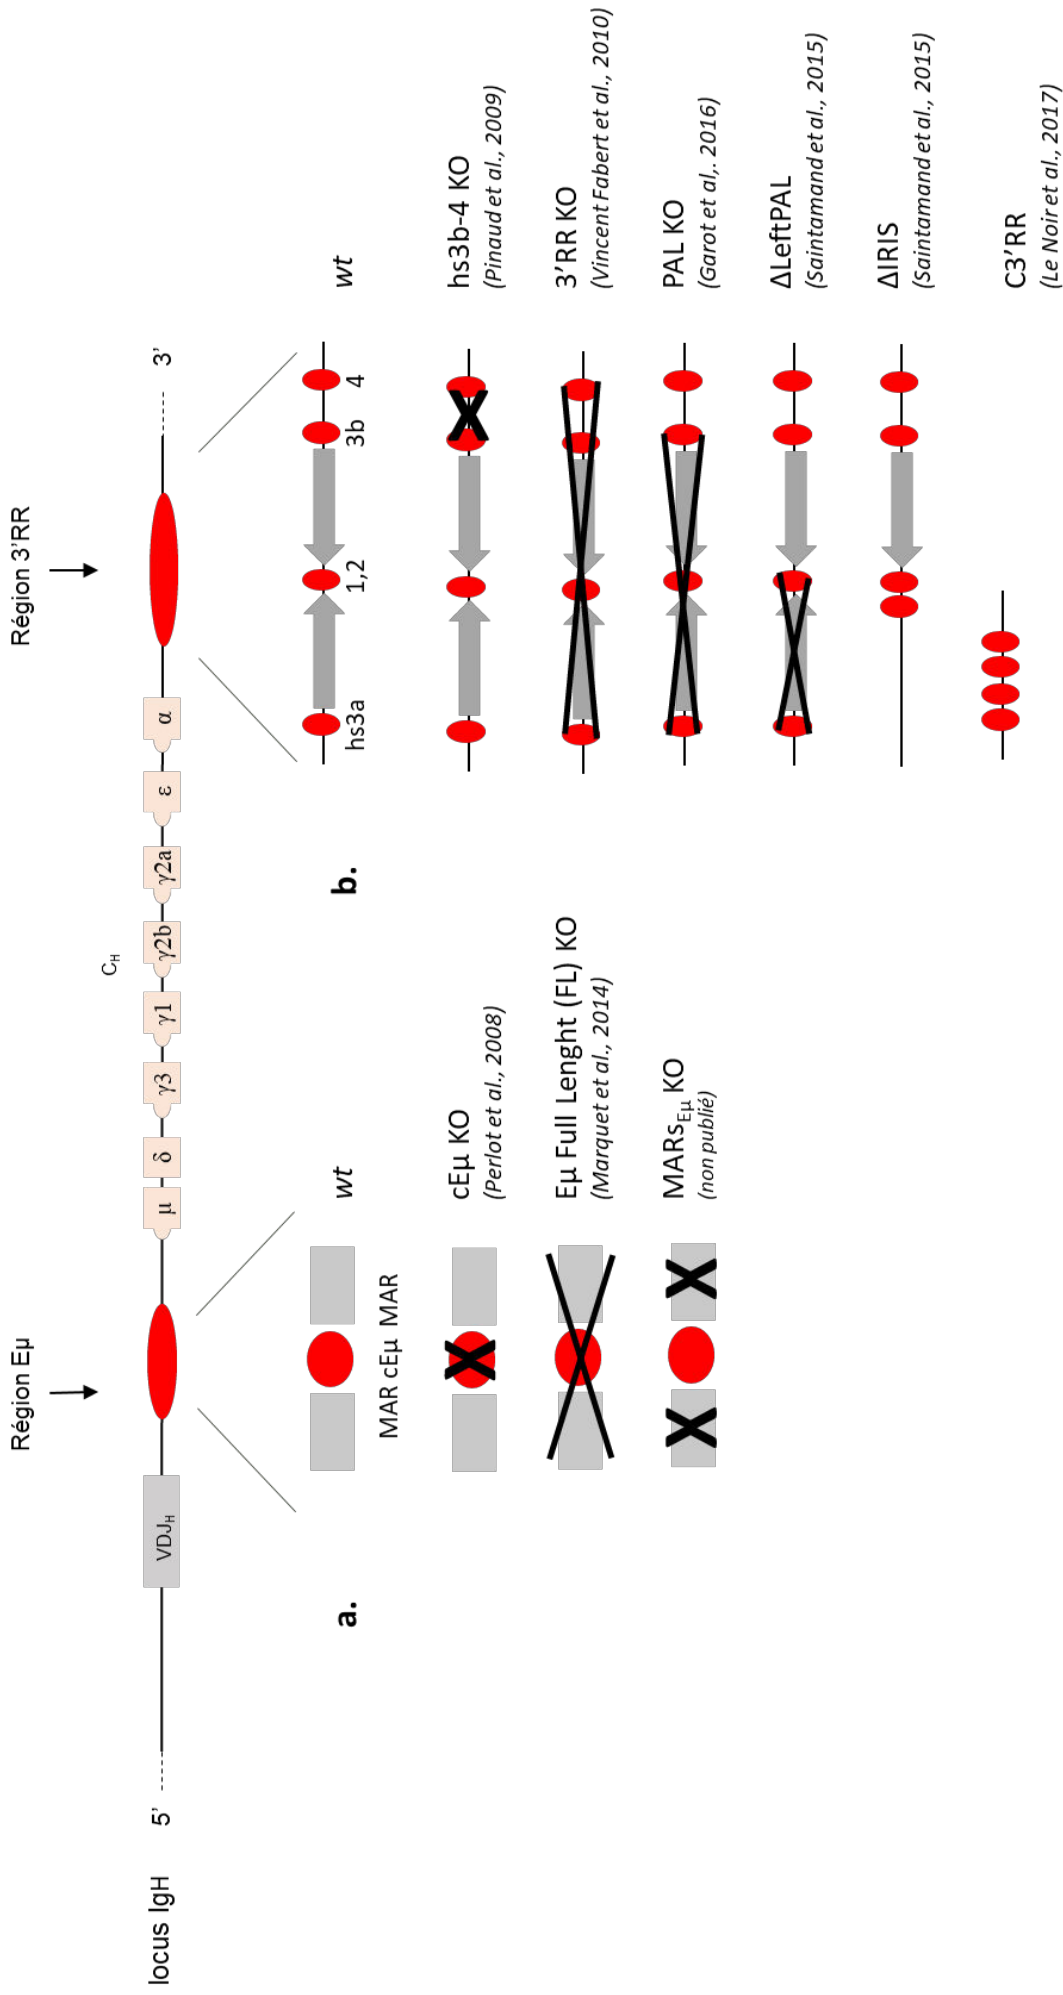 Région Eµ
Région 3’RR
C_H
locus IgH
5’
VDJ_H
µ
δ
γ3
γ1
γ2b
γ2a
ε
α
3’
a.
wt
MAR cEµ MAR
cEµ KO
(Perlot et al., 2008)
Eµ Full Lenght (FL) KO
(Marquet et al., 2014)
MARs_Eµ KO
(non publié)
b.
wt
hs3a
1,2
3b
4
hs3b-4 KO
(Pinaud et al., 2009)
3’RR KO
(Vincent Fabert et al., 2010)
PAL KO
(Garot et al,. 2016)
ΔLeftPAL
(Saintamand et al., 2015)
ΔIRIS
(Saintamand et al., 2015)
C3’RR
(Le Noir et al., 2017)